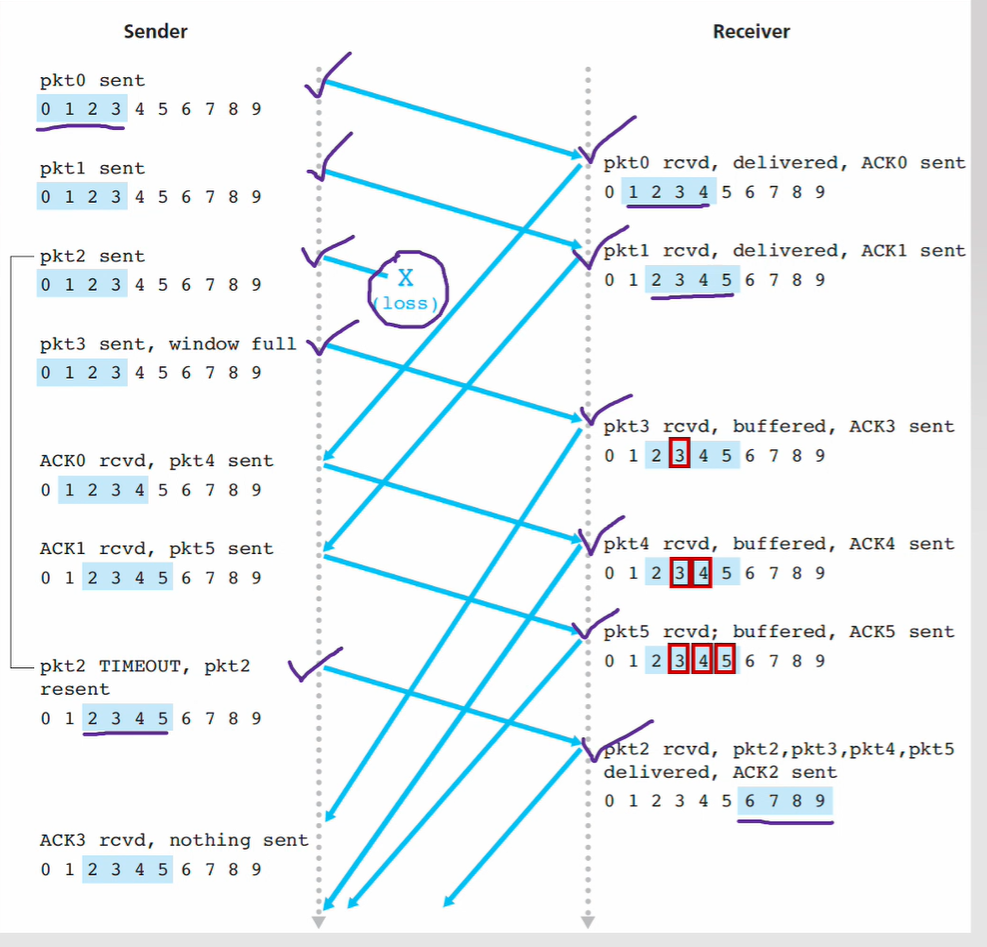 Sender
Receiver
pkt0 sent
0 1 2 3 4 5 6 7 8 9
pkt0 rcvd, delivered, ACK0 sent
0 1 2 3 4 5 6 7 8 9
pkt1 sent
0 1 2 3 4 5 6 7 8 9
pkt1 rcvd, delivered, ACK1 sent
0 1 2 3 4 5 6 7 8 9
pkt2 sent
0 1 2 3 4 5 6 7 8 9
X
(loss)
pkt3 sent, window full
0 1 2 3 4 5 6 7 8 9
pkt3 rcvd, buffered, ACK3 sent
0 1 2 3 4 5 6 7 8 9
ACK0 rcvd, pkt4 sent
0 1 2 3 4 5 6 7 8 9
pkt4 rcvd, buffered, ACK4 sent
0 1 2 3 4 5 6 7 8 9
ACK1 rcvd, pkt5 sent
0 1 2 3 4 5 6 7 8 9
pkt5 rcvd; buffered, ACK5 sent
0 1 2 3 4 5 6 7 8 9
pkt2 TIMEOUT, pkt2
resent
0 1 2 3 4 5 6 7 8 9
pkt2 rcvd, pkt2,pkt3,pkt4,pkt5
delivered, ACK2 sent
0 1 2 3 4 5 6 7 8 9
ACK3 rcvd, nothing sent
0 1 2 3 4 5 6 7 8 9